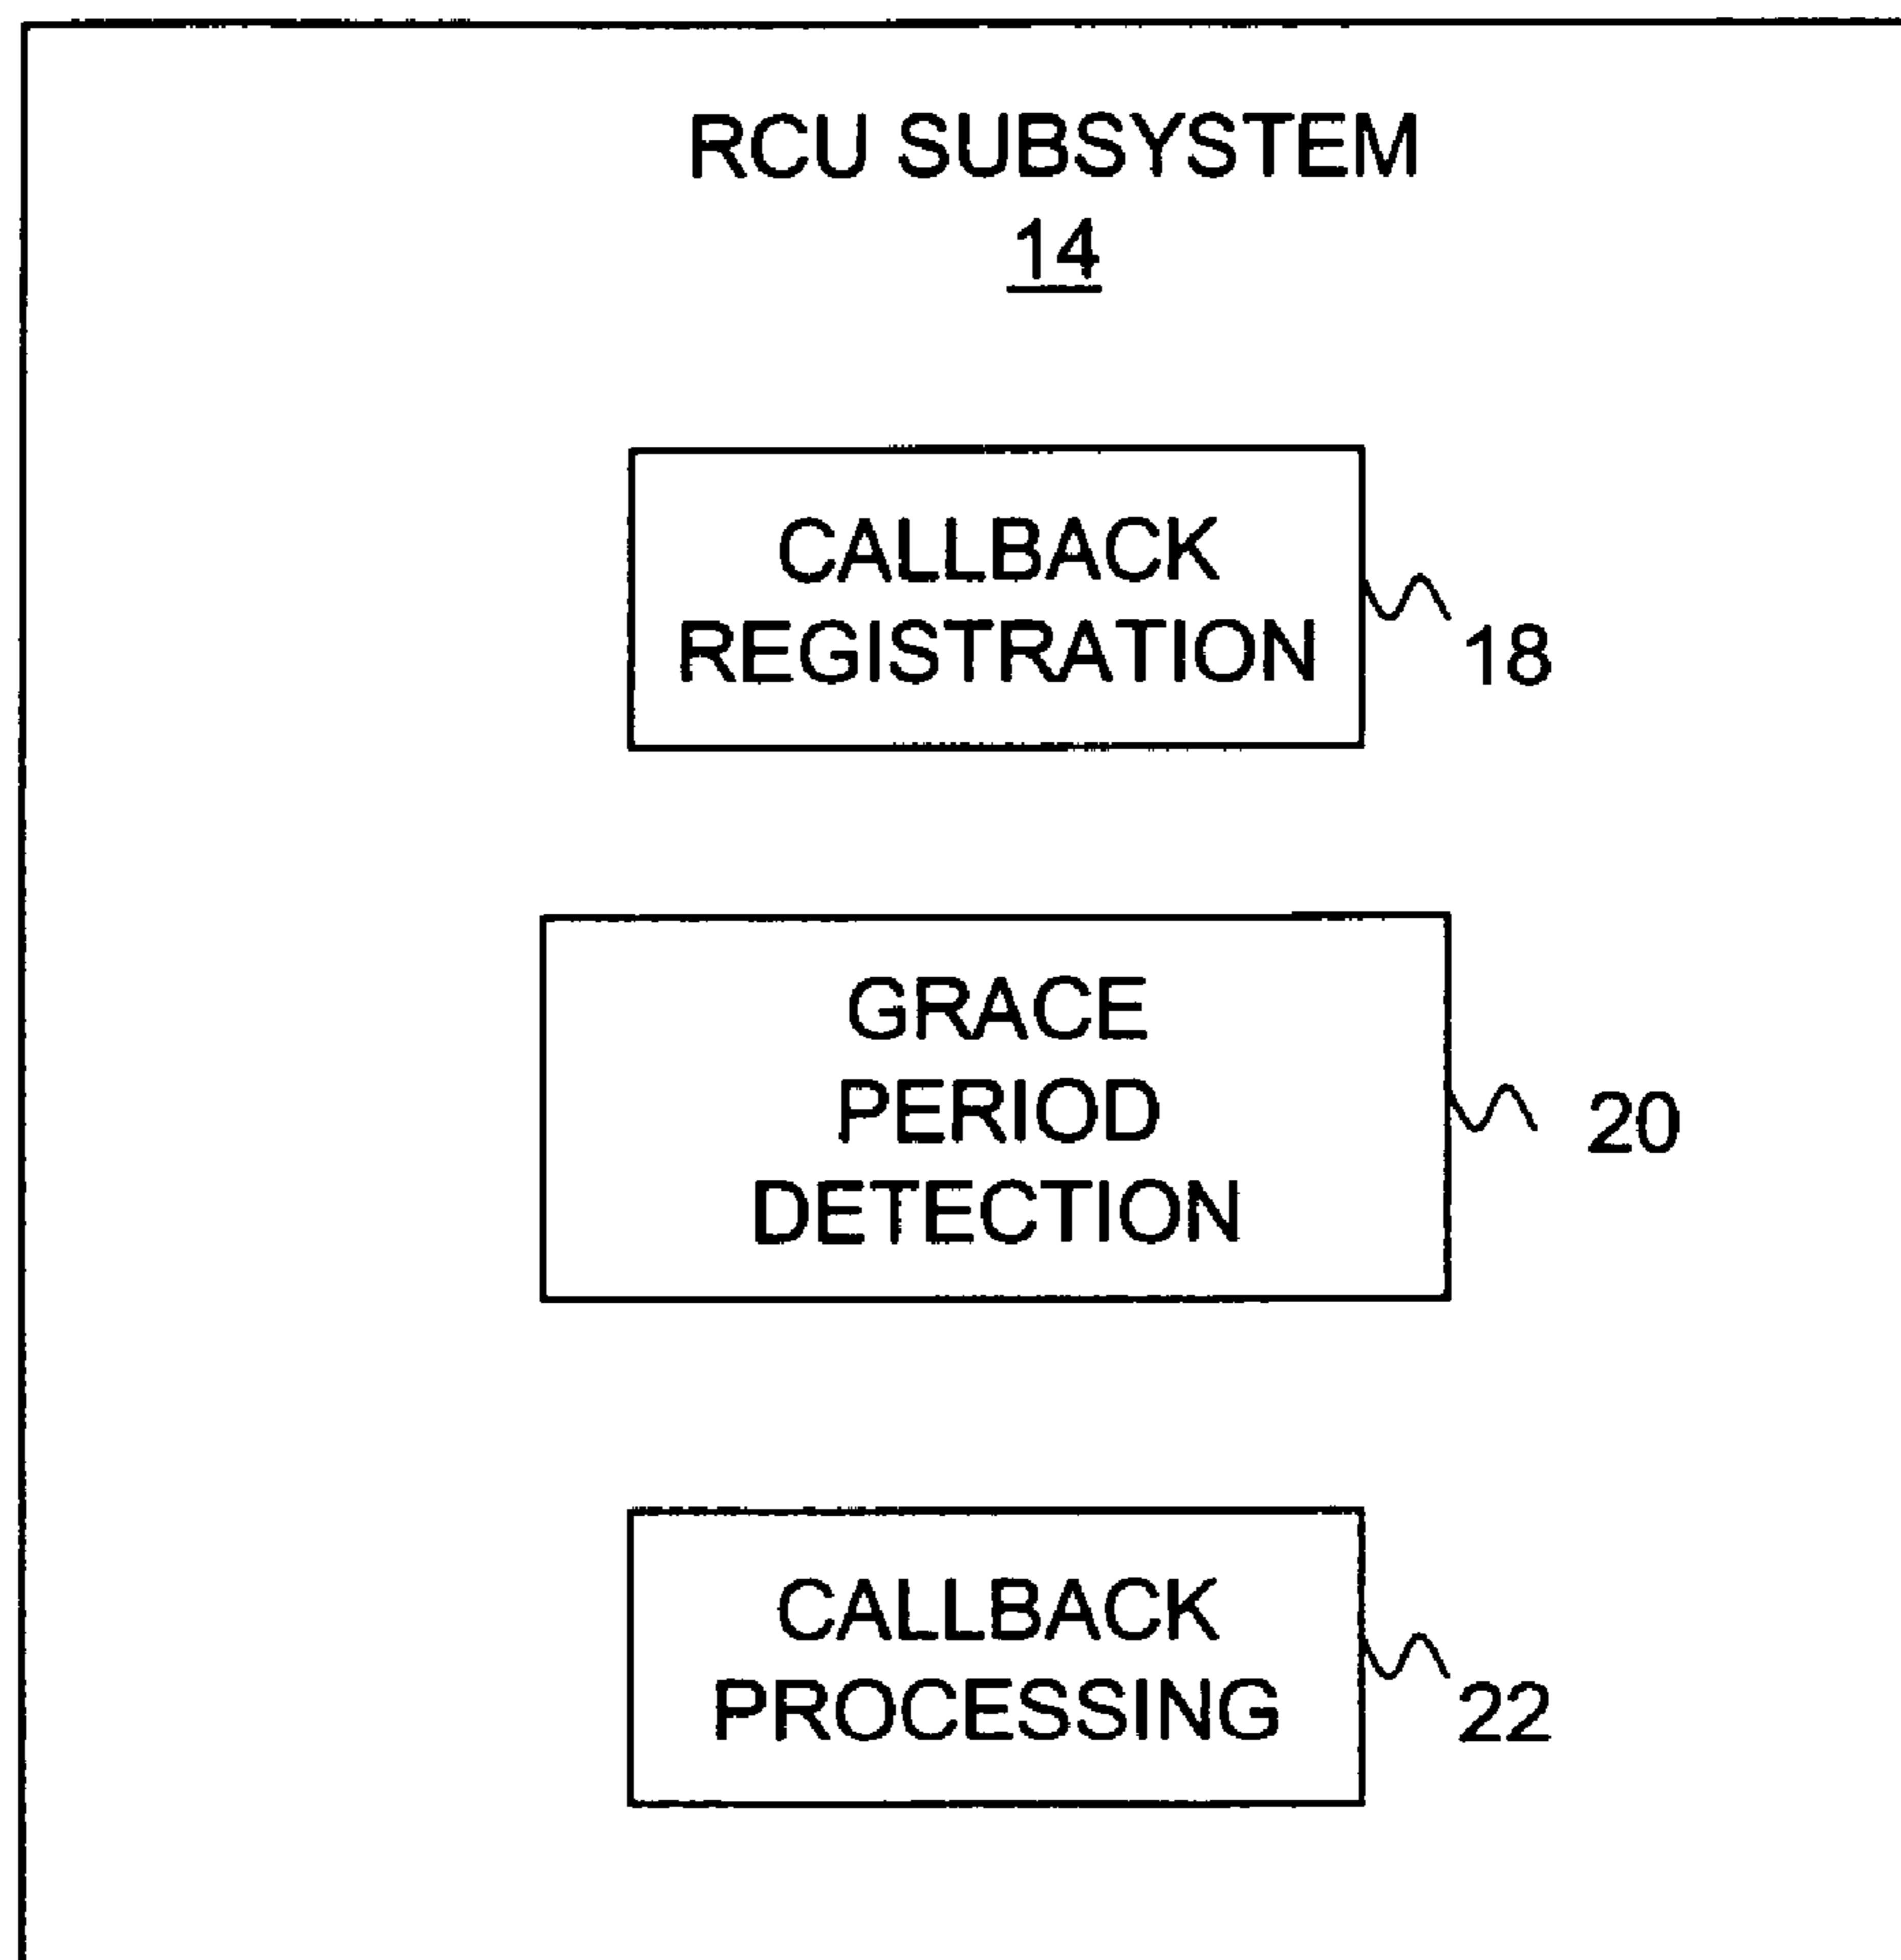 RCU SUBSYSTEM
14
CALLBACK
REGISTRATION
18
GRACE
PERIOD
DETECTION
20
CALLBACK
PROCESSING
22